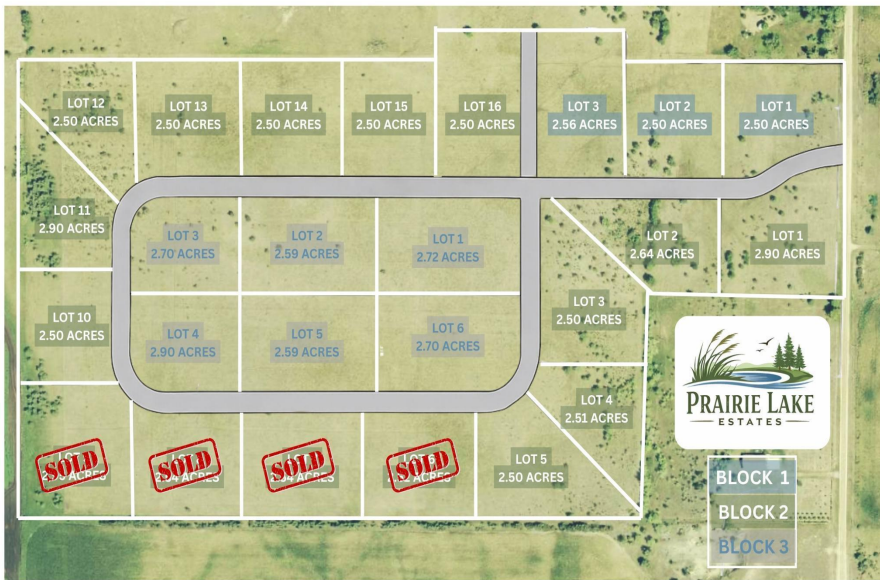 LOT 12
2.50 ACRES
LOT 13
2.50 ACRES
LOT 14
2.50 ACRES
LOT 15
2.50 ACRES
LOT 16
2.50 ACRES
LOT 3
2.56 ACRES
LOT 2
2.50 ACRES
LOT 1
2.50 ACRES
LOT 11
2.90 ACRES
LOT 3
2.70 ACRES
LOT 2
2.59 ACRES
LOT 1
2.72 ACRES
LOT 2
2.64 ACRES
LOT 1
2.90 ACRES
LOT 10
2.50 ACRES
LOT 4
2.90 ACRES
LOT 5
2.59 ACRES
LOT 6
2.70 ACRES
LOT 3
2.50 ACRES
LOT 4
2.51 ACRES
LOT 5
2.50 ACRES
SOLD
ACRES
SOLD
ACRES
SOLD
ACRES
SOLD
ACRES
PRAIRIE LAKE
ESTATES
BLOCK 1
BLOCK 2
BLOCK 3